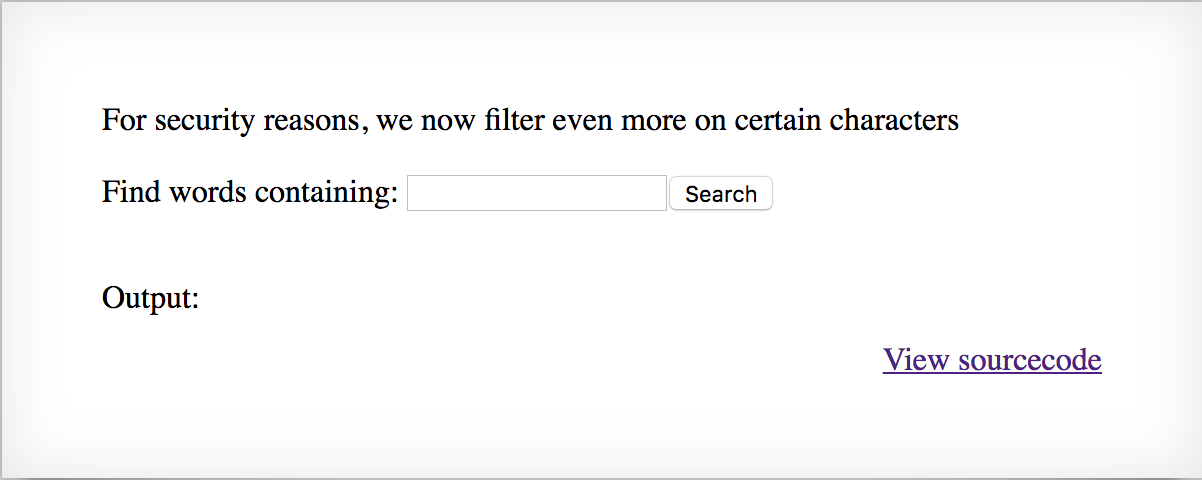 For security reasons, we now filter even more on certain characters
Find words containing: Search
Output:
View sourcecode